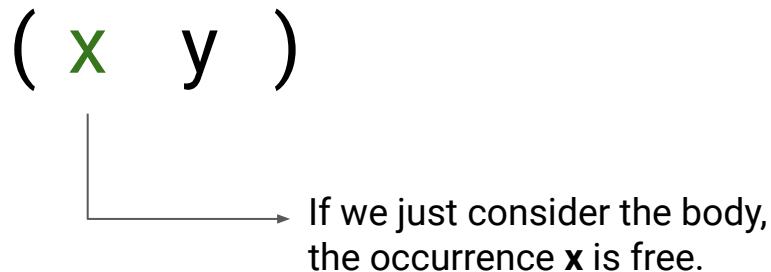 ( x y )
If we just consider the body,
the occurrence x is free.